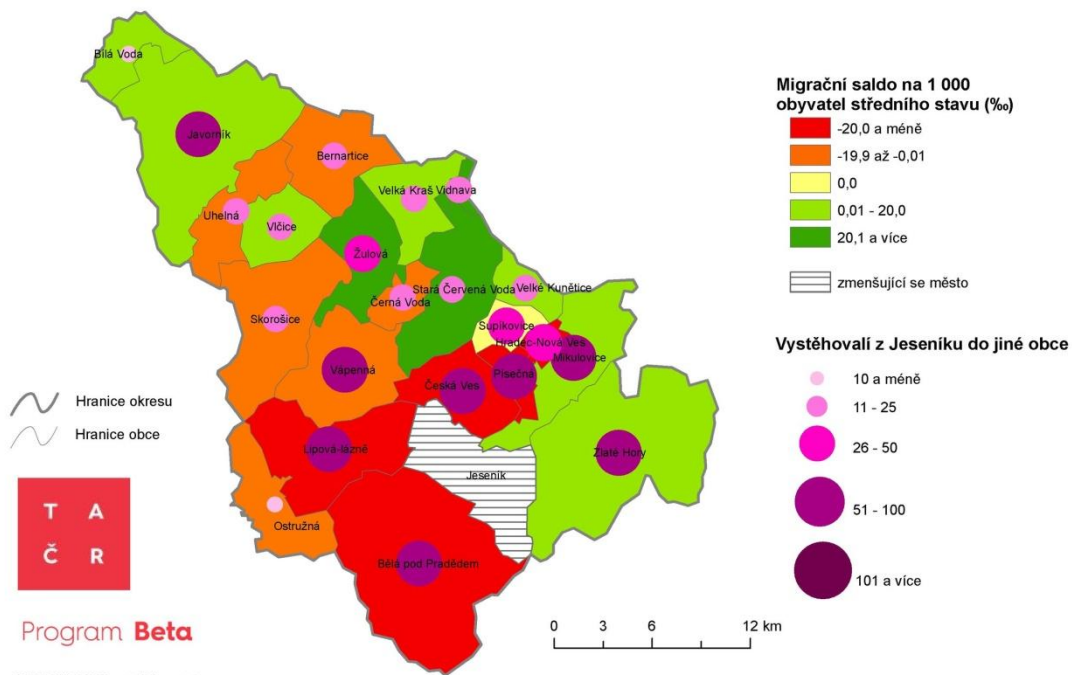 Bílá Voda
Javorník
Bernartice
Velká Kraš Vidnava
Uhelná
Vlčice
Žulová
Stará Červená Voda
Velké Kunětice
Černá Voda
Skorošice
Supíkovice
Hradec-Nová Ves
Mikulovice
Vápenná
Česká Ves
Písečná
Lipová-lázně
Zlaté Hory
Jeseník
Ostružná
Bělá pod Pradědem
Migrační saldo na 1 000
obyvatel středního stavu (‰)
-20,0 a méně
-19,9 až -0,01
0,0
0,01 - 20,0
20,1 a více
zmenšující se město
Vystěhovalí z Jeseníku do jiné obce
10 a méně
11 - 25
26 - 50
51 - 100
101 a více
Hranice okresu
Hranice obce
T A
Č R
Program Beta
0 3 6 12 km